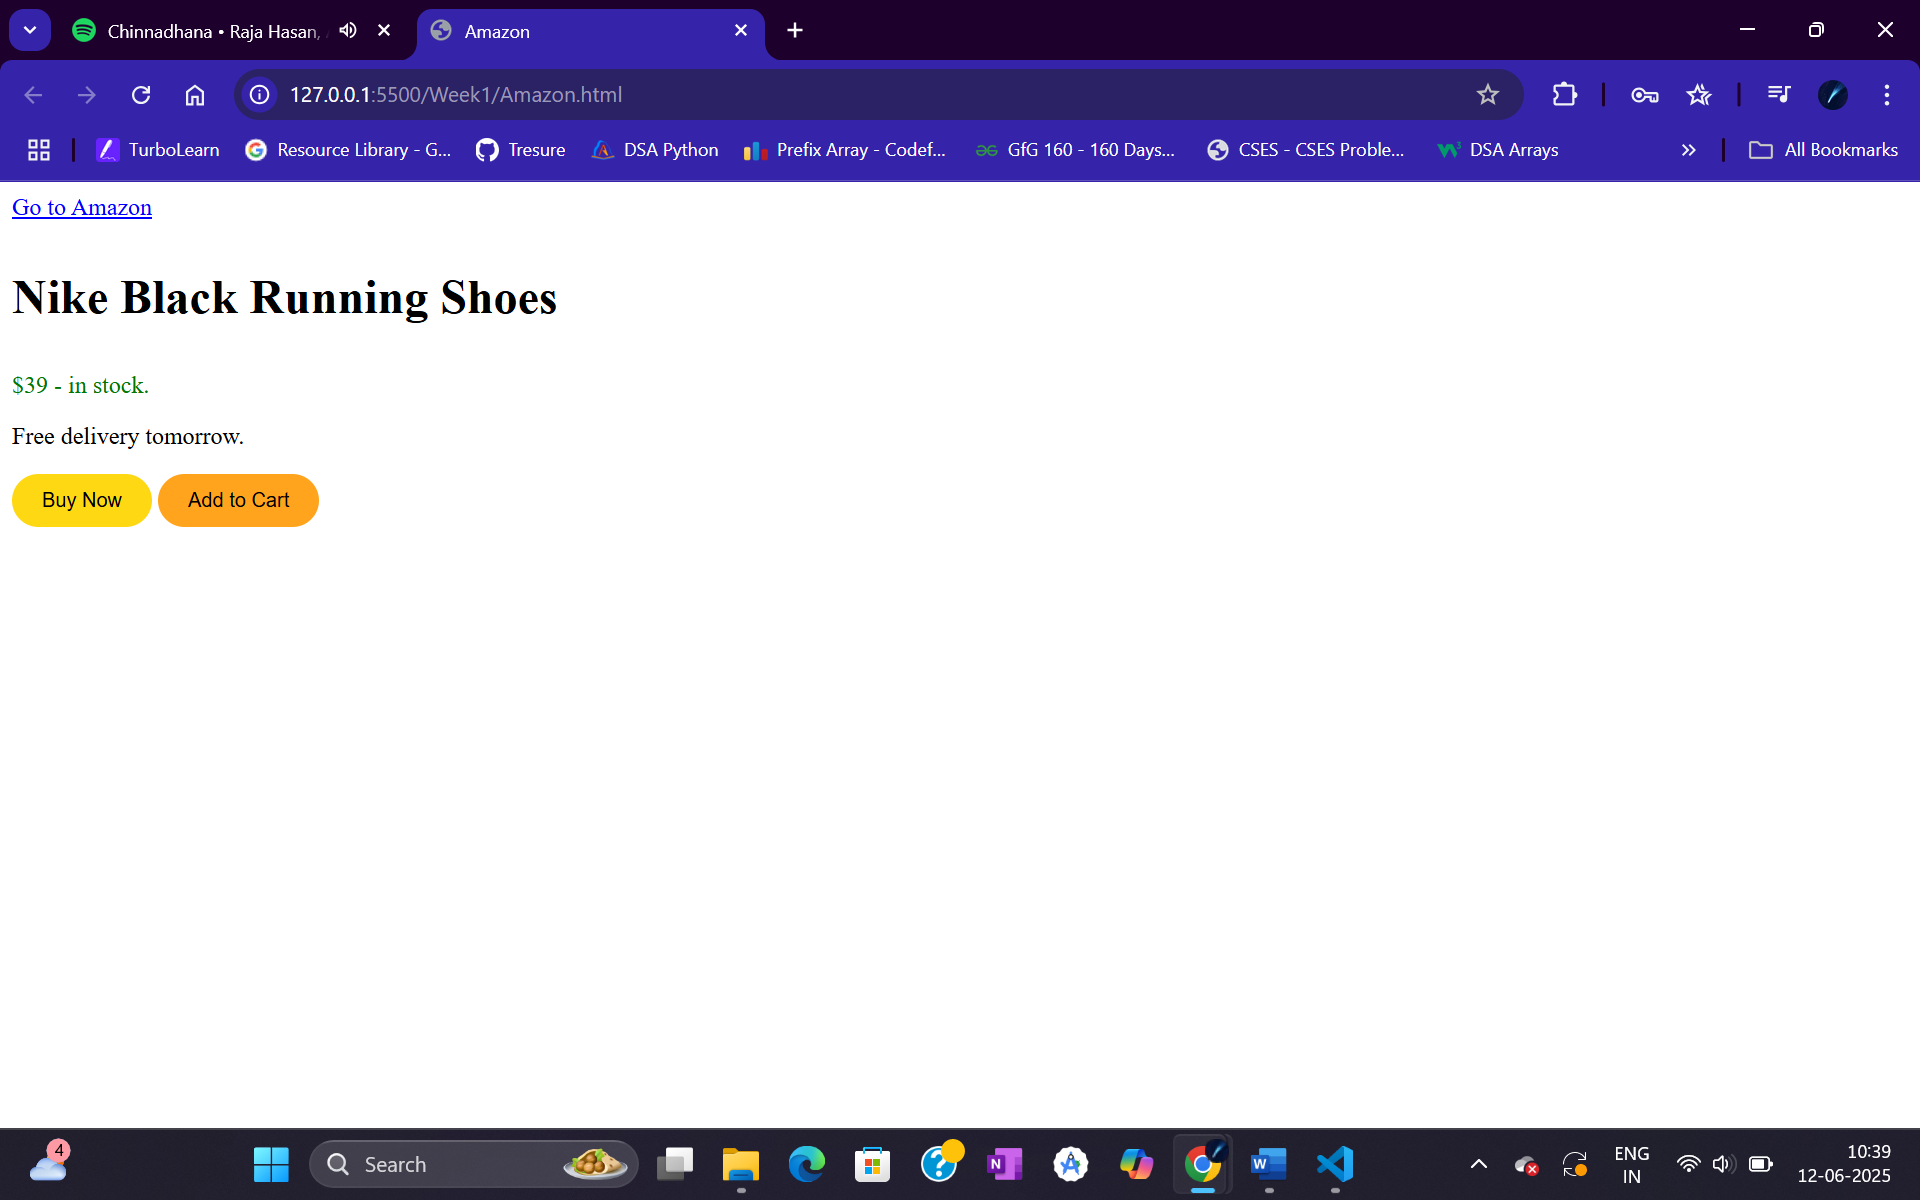 Chinnadhana • Raja Hasan,
Amazon
127.0.0.1:5500/Week1/Amazon.html
TurboLearn
Resource Library - G...
Tresure
DSA Python
Prefix Array - Codef...
GfG 160 - 160 Days...
CSES - CSES Proble...
DSA Arrays
All Bookmarks
Go to Amazon
Nike Black Running Shoes
$39 - in stock.
Free delivery tomorrow.
Buy Now
Add to Cart
4
Search
ENG
IN
10:39
12-06-2025